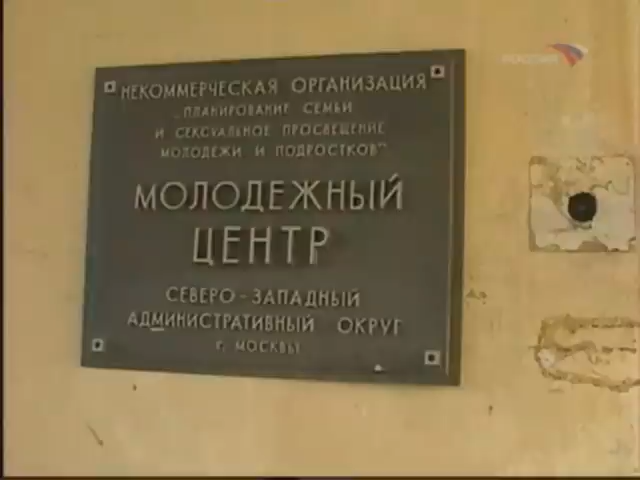 РОССИЯ
НЕКОММЕРЧЕСКАЯ ОРГАНИЗАЦИЯ
"ПЛАНИРОВАНИЕ СЕМЬИ
И СЕКСУАЛЬНОЕ ПРОСВЕЩЕНИЕ
МОЛОДЕЖИ И ПОДРОСТКОВ"
МОЛОДЕЖНЫЙ
ЦЕНТР
СЕВЕРО-ЗАПАДНЫЙ
АДМИНИСТРАТИВНЫЙ ОКРУГ
Г. МОСКВЫ